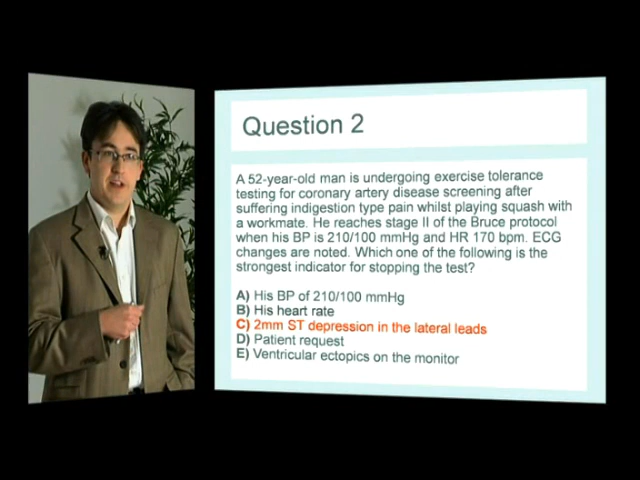 Question 2
A 52-year-old man is undergoing exercise tolerance
testing for coronary artery disease screening after
suffering indigestion type pain whilst playing squash with
a workmate. He reaches stage II of the Bruce protocol
when his BP is 210/100 mmHg and HR 170 bpm. ECG
changes are noted. Which one of the following is the
strongest indicator for stopping the test?
A) His BP of 210/100 mmHg
B) His heart rate
C) 2mm ST depression in the lateral leads
D) Patient request
E) Ventricular ectopics on the monitor